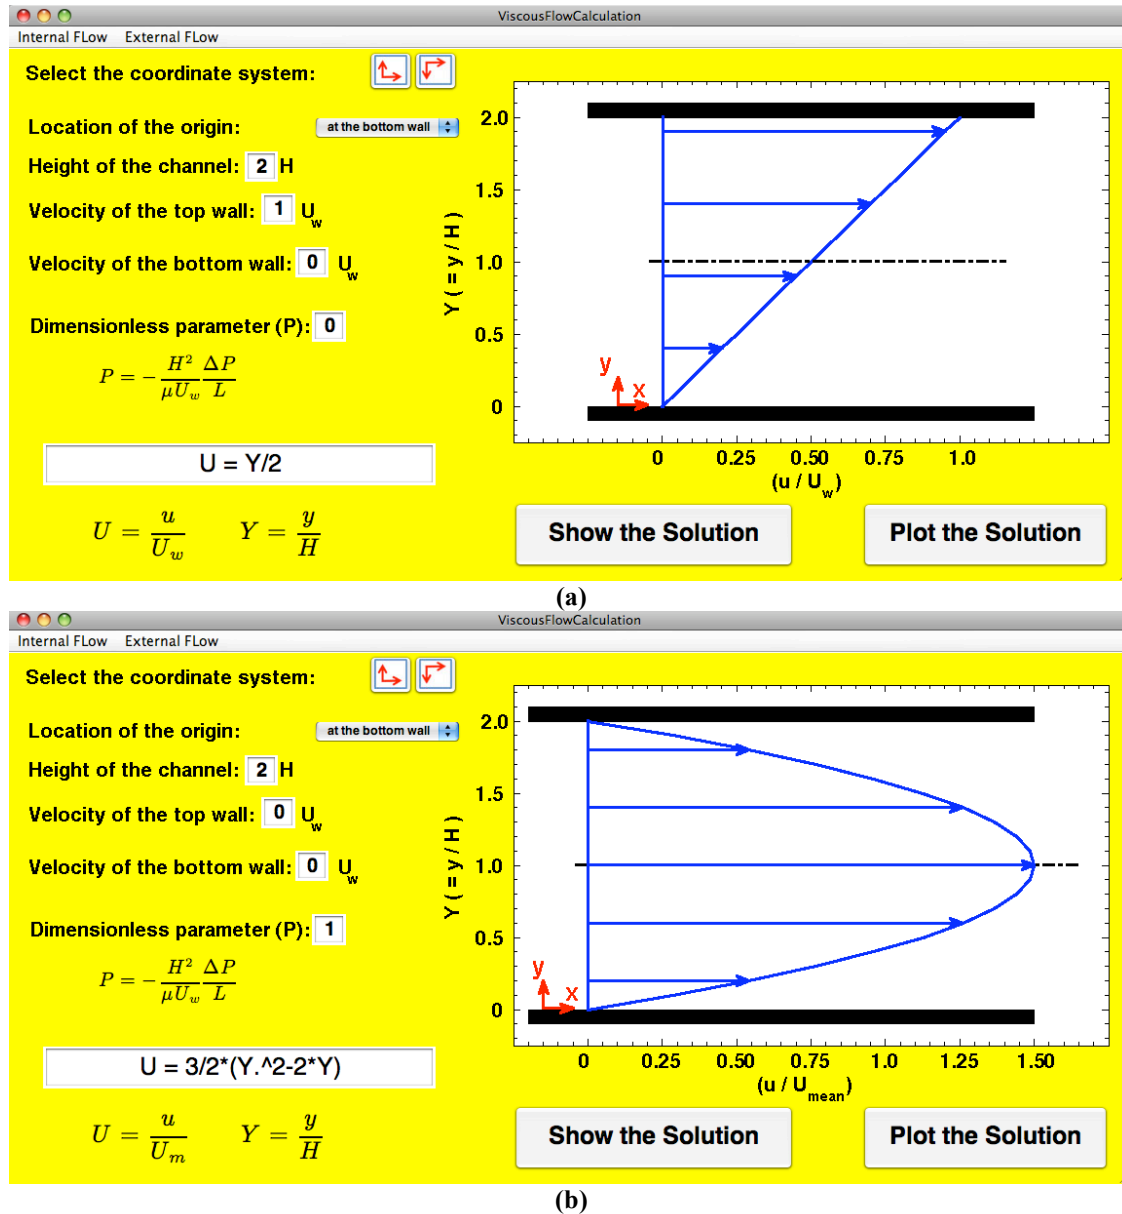 ViscousFlowCalculation
Internal FLow External FLow
Select the coordinate system:
Location of the origin: at the bottom wall
Height of the channel: 2 H
Velocity of the top wall: 1 U_w
Velocity of the bottom wall: 0 U_w
Dimensionless parameter (P): 0
P = - H^2/μU_w ΔP/L
U = Y/2
U = u/U_w Y = y/H
Y ( = y / H )
2.0
1.5
1.0
0.5
0
y
x
0 0.25 0.50 0.75 1.0
(u / U_w)
Show the Solution Plot the Solution
(a)
ViscousFlowCalculation
Internal FLow External FLow
Select the coordinate system:
Location of the origin: at the bottom wall
Height of the channel: 2 H
Velocity of the top wall: 0 U_w
Velocity of the bottom wall: 0 U_w
Dimensionless parameter (P): 1
P = - H^2/μU_w ΔP/L
U = 3/2*(Y.^2-2*Y)
U = u/U_m Y = y/H
Y ( = y / H )
2.0
1.5
1.0
0.5
0
y
x
0 0.25 0.50 0.75 1.0 1.25 1.50
(u / U_mean)
Show the Solution Plot the Solution
(b)